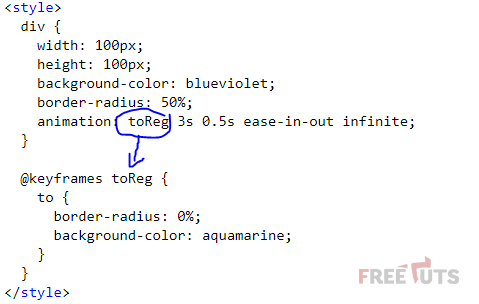 <style>
div {
width: 100px;
height: 100px;
background-color: blueviolet;
border-radius: 50%;
animation: toReg 3s 0.5s ease-in-out infinite;
}
@keyframes toReg {
to {
border-radius: 0%;
background-color: aquamarine;
}
}
</style>
FREETUTS